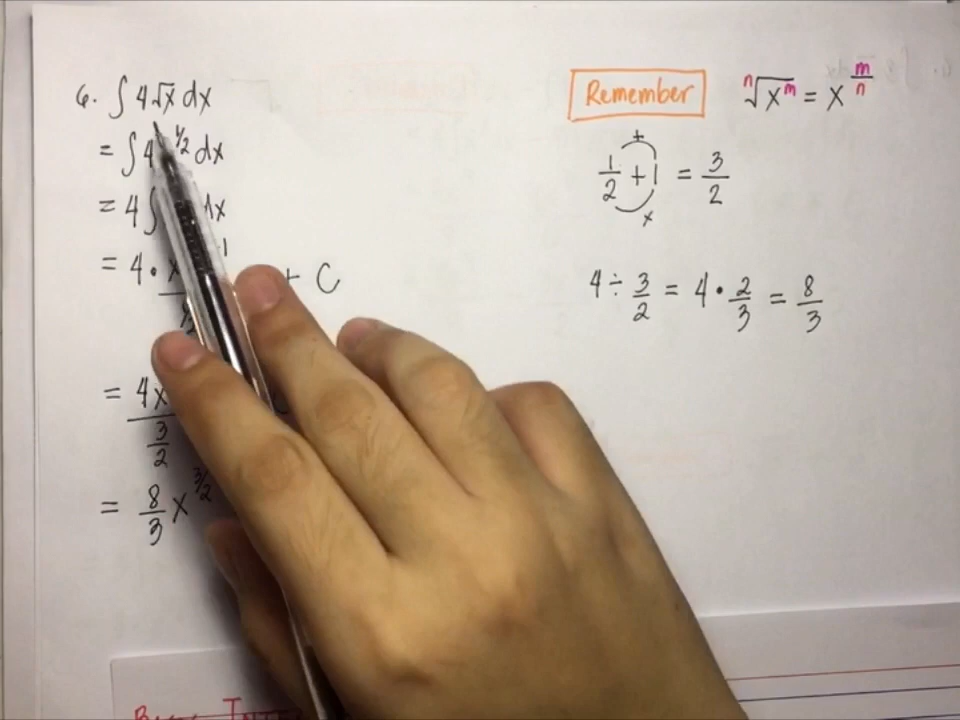 6. ∫ 4√x dx
= ∫ 4 1/2 dx
= 4 ∫ dx
= 4 • x 1 + C
= 4x
3/2
= 8/3 x 3/2
Remember ⁿ√xᵐ = x m/n
1/2 + 1 = 3/2
+
x
4 ÷ 3/2 = 4 • 2/3 = 8/3